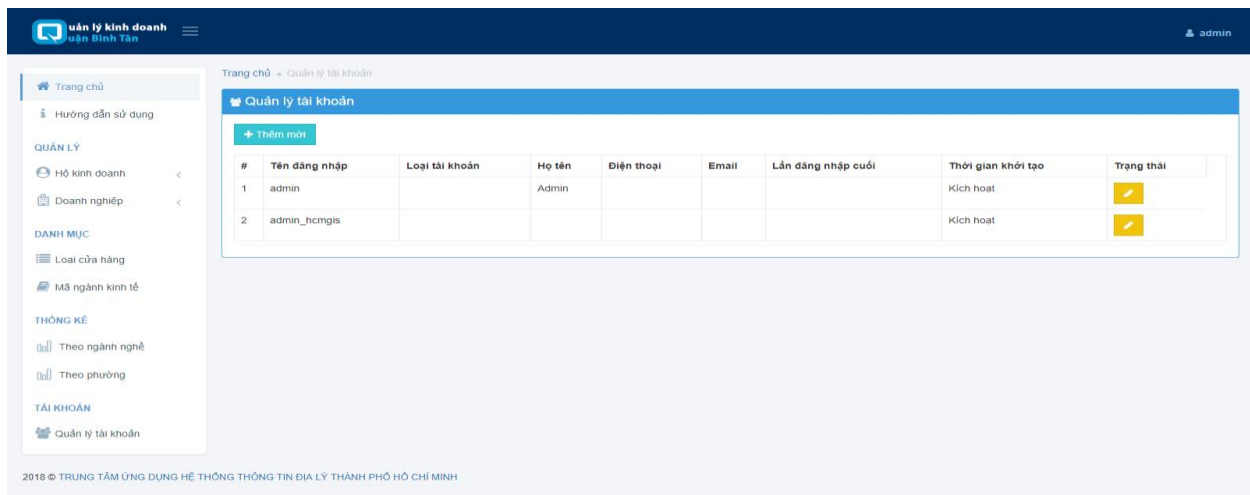 uản lý kinh doanh
uận Bình Tân
admin
Trang chủ
Hướng dẫn sử dụng
QUẢN LÝ
Hộ kinh doanh
Doanh nghiệp
DANH MỤC
Loại cửa hàng
Mã ngành kinh tế
THỐNG KÊ
Theo ngành nghề
Theo phường
TÀI KHOẢN
Quản lý tài khoản
Trang chủ Quản lý tài khoản
Quản lý tài khoản
+ Thêm mới
# Tên đăng nhập Loại tài khoản Họ tên Điện thoại Email Lần đăng nhập cuối Thời gian khởi tạo Trạng thái
1 admin Admin Kích hoạt
2 admin_hcmgis Kích hoạt
2018 © TRUNG TÂM ỨNG DỤNG HỆ THỐNG THÔNG TIN ĐỊA LÝ THÀNH PHỐ HỒ CHÍ MINH